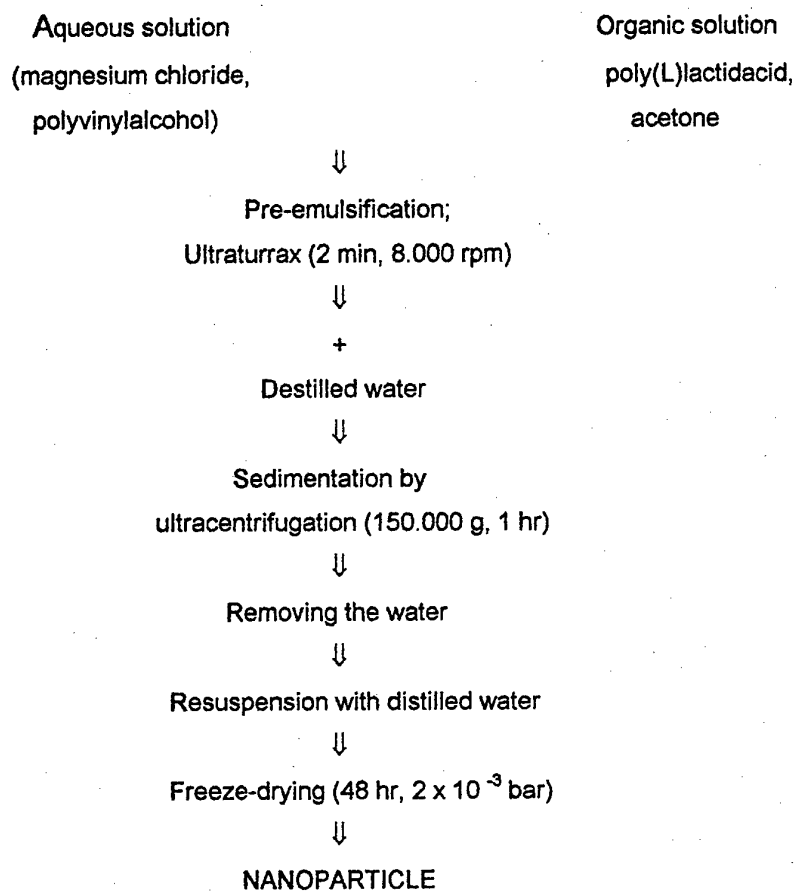 Aqueous solution
(magnesium chloride,
polyvinylalcohol)
Organic solution
poly(L)lactidacid,
acetone
⇓
Pre-emulsification;
Ultraturrax (2 min, 8.000 rpm)
⇓
+
Destilled water
⇓
Sedimentation by
ultracentrifugation (150.000 g, 1 hr)
⇓
Removing the water
⇓
Resuspension with distilled water
⇓
Freeze-drying (48 hr, 2 x 10⁻³ bar)
⇓
NANOPARTICLE